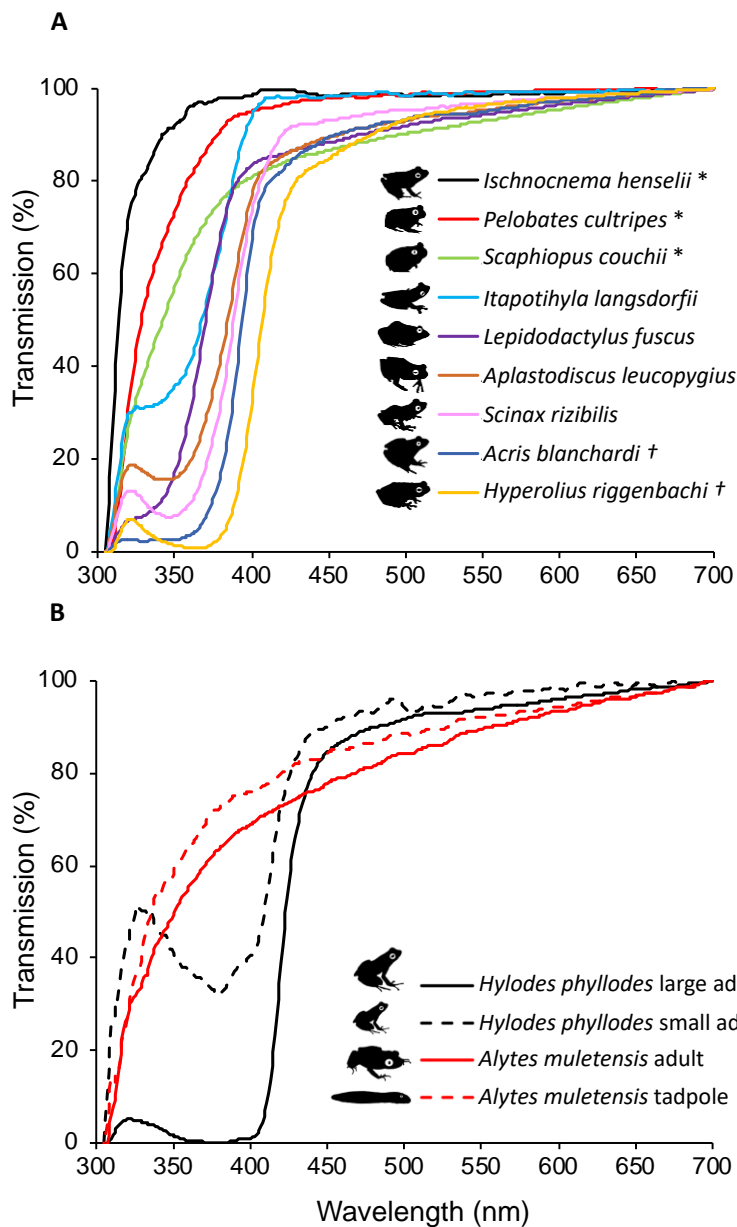 A
Transmission (%)
100
80
60
40
20
0
Ischnocnema henselii *
Pelobates cultripes *
Scaphiopus couchii *
Itapotihyla langsdorfii
Lepidodactylus fuscus
Aplastodiscus leucopygius
Scinax rizibilis
Acris blanchardi †
Hyperolius riggenbachi †
300 350 400 450 500 550 600 650 700
B
Transmission (%)
100
80
60
40
20
0
Hylodes phyllodes large ad
Hylodes phyllodes small ad
Alytes muletensis adult
Alytes muletensis tadpole
300 350 400 450 500 550 600 650 700
Wavelength (nm)